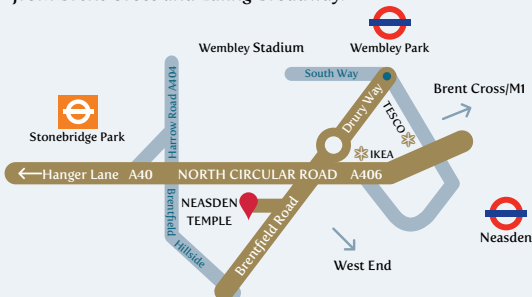 Wembley Stadium
Wembley Park
South Way
Brent Cross/M1
Harrow Road A404
Drury Way
TESCO
Stonebridge Park
IKEA
Hanger Lane A40 NORTH CIRCULAR ROAD A406
NEASDEN
TEMPLE
Brentfield
Brentfield Road
Neasden
Hillside
West End